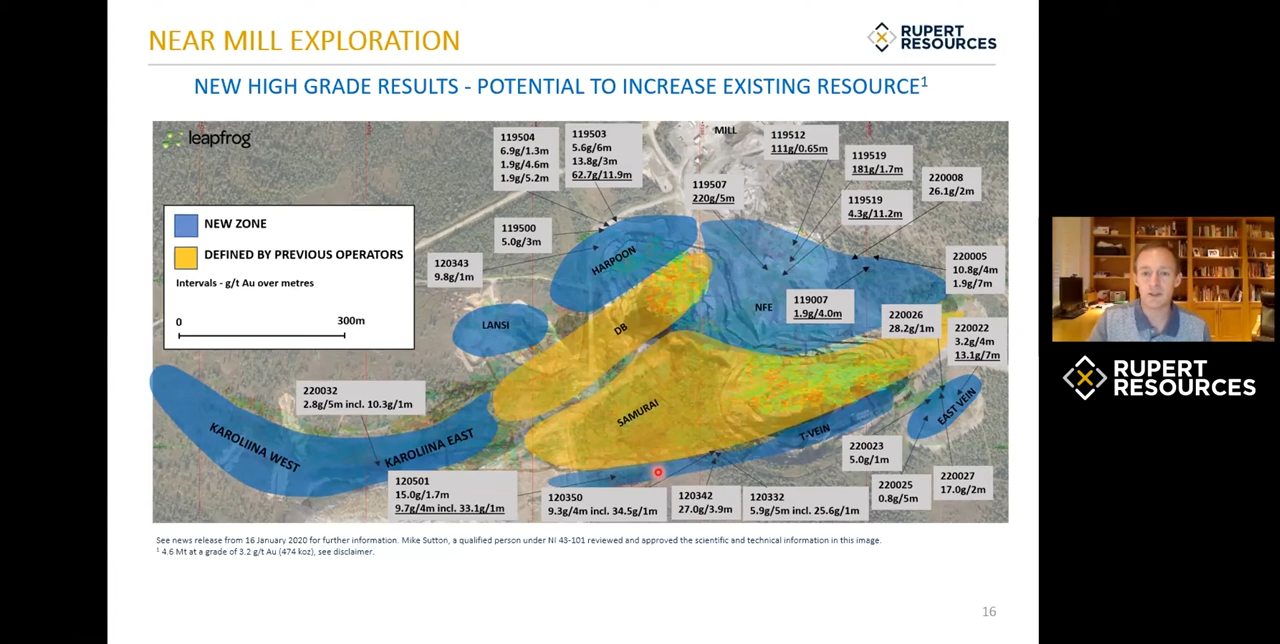 NEAR MILL EXPLORATION
RUPERT
RESOURCES
NEW HIGH GRADE RESULTS - POTENTIAL TO INCREASE EXISTING RESOURCE¹
leapfrog
MILL
119504
6.9g/1.3m
1.9g/4.6m
1.9g/5.2m
119503
5.6g/6m
13.8g/3m
62.7g/11.9m
119512
111g/0.65m
119519
181g/1.7m
220008
26.1g/2m
119507
220g/5m
119519
4.3g/11.2m
119500
5.0g/3m
120343
9.8g/1m
220005
10.8g/4m
1.9g/7m
119007
1.9g/4.0m
220026
28.2g/1m
220022
3.2g/4m
13.1g/7m
NEW ZONE
DEFINED BY PREVIOUS OPERATORS
Intervals - g/t Au over metres
0
300m
HARPOON
LANSI
DB
NFE
SAMURAI
T-VEIN
EAST VEIN
KAROLIINA WEST
KAROLIINA EAST
220032
2.8g/5m incl. 10.3g/1m
120501
15.0g/1.7m
9.7g/4m incl. 33.1g/1m
120350
9.3g/4m incl. 34.5g/1m
120342
27.0g/3.9m
120332
5.9g/5m incl. 25.6g/1m
220023
5.0g/1m
220025
0.8g/5m
220027
17.0g/2m
See news release from 16 January 2020 for further information. Mike Sutton, a qualified person under NI 43-101 reviewed and approved the scientific and technical information in this image.
¹ 4.6 Mt at a grade of 3.2 g/t Au (474 koz), see disclaimer.
16
RUPERT
RESOURCES